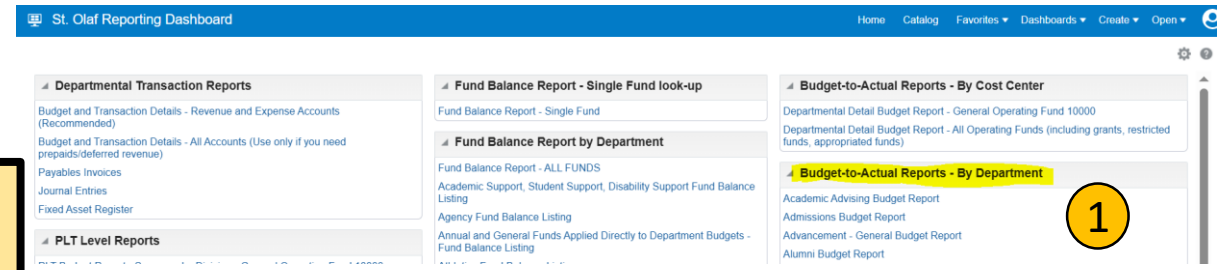 St. Olaf Reporting Dashboard
Home Catalog Favorites Dashboards Create Open
Departmental Transaction Reports
Budget and Transaction Details - Revenue and Expense Accounts
(Recommended)
Budget and Transaction Details - All Accounts (Use only if you need
prepaids/deferred revenue)
Payables Invoices
Journal Entries
Fixed Asset Register
PLT Level Reports
Fund Balance Report - Single Fund look-up
Fund Balance Report - Single Fund
Fund Balance Report by Department
Fund Balance Report - ALL FUNDS
Academic Support, Student Support, Disability Support Fund Balance
Listing
Agency Fund Balance Listing
Annual and General Funds Applied Directly to Department Budgets -
Fund Balance Listing
Budget-to-Actual Reports - By Cost Center
Departmental Detail Budget Report - General Operating Fund 10000
Departmental Detail Budget Report - All Operating Funds (including grants, restricted
funds, appropriated funds)
Budget-to-Actual Reports - By Department
Academic Advising Budget Report
Admissions Budget Report
Advancement - General Budget Report
Alumni Budget Report
1